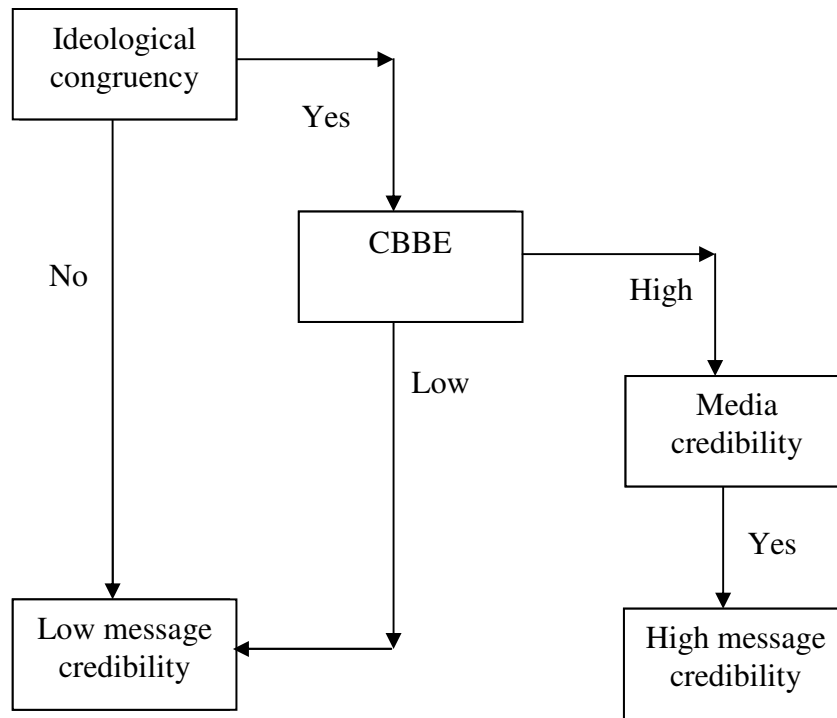 Ideological
congruency
Yes
CBBE
No
High
Low
Media
credibility
Yes
Low message
credibility
High message
credibility